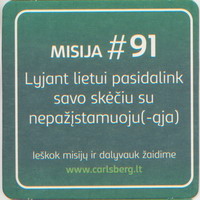 MISIJA #91
Lyjant lietui pasidalink
savo skėčiu su
nepažįstamuoju(-ąja)
Ieškok misijų ir dalyvauk žaidime
www.carlsberg.lt